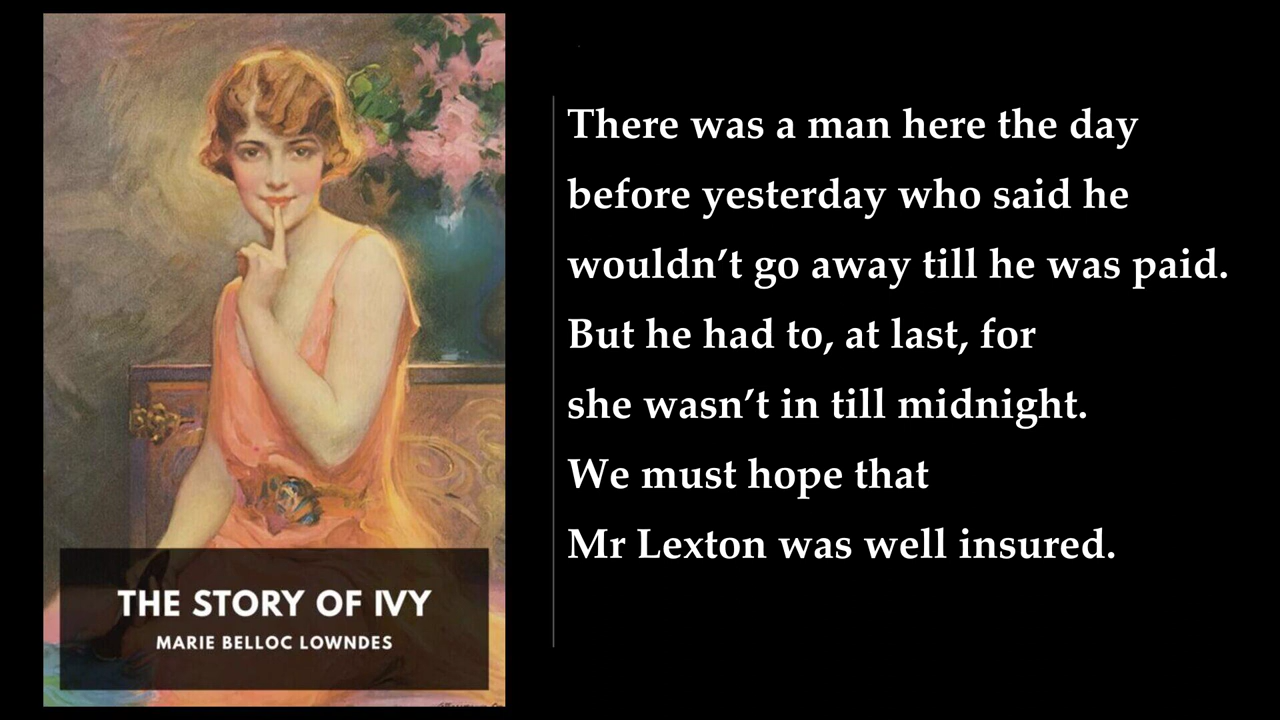 THE STORY OF IVY
MARIE BELLOC LOWNDES
There was a man here the day
before yesterday who said he
wouldn’t go away till he was paid.
But he had to, at last, for
she wasn’t in till midnight.
We must hope that
Mr Lexton was well insured.